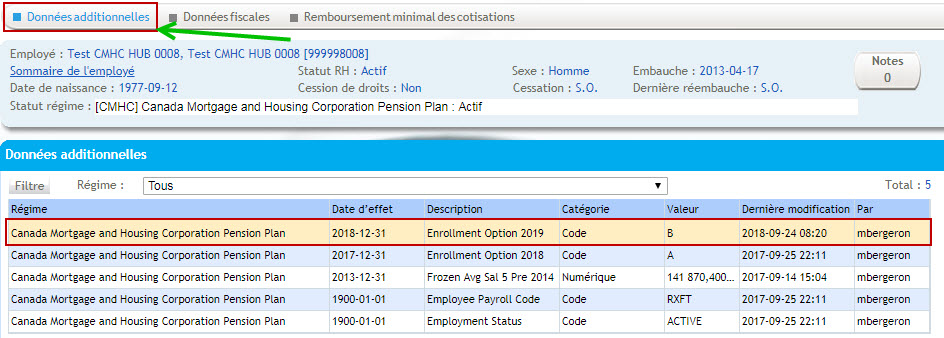 Données additionnelles Données fiscales Remboursement minimal des cotisations
Employé : Test CMHC HUB 0008, Test CMHC HUB 0008 [999998008]
Notes
0
Sommaire de l'employé Statut RH : Actif Sexe : Homme Embauche : 2013-04-17
Date de naissance : 1977-09-12 Cession de droits : Non Cessation : S.O. Dernière réembauche : S.O.
Statut régime : [CMHC] Canada Mortgage and Housing Corporation Pension Plan : Actif
Données additionnelles
Filtre Régime : Tous Total : 5
Régime Date d'effet Description Catégorie Valeur Dernière modification Par
Canada Mortgage and Housing Corporation Pension Plan 2018-12-31 Enrollment Option 2019 Code B 2018-09-24 08:20 mbergeron
Canada Mortgage and Housing Corporation Pension Plan 2017-12-31 Enrollment Option 2018 Code A 2017-09-25 22:11 mbergeron
Canada Mortgage and Housing Corporation Pension Plan 2013-12-31 Frozen Avg Sal 5 Pre 2014 Numérique 141 870,400... 2017-09-14 15:04 mbergeron
Canada Mortgage and Housing Corporation Pension Plan 1900-01-01 Employee Payroll Code Code RXFT 2017-09-25 22:11 mbergeron
Canada Mortgage and Housing Corporation Pension Plan 1900-01-01 Employment Status Code ACTIVE 2017-09-25 22:11 mbergeron